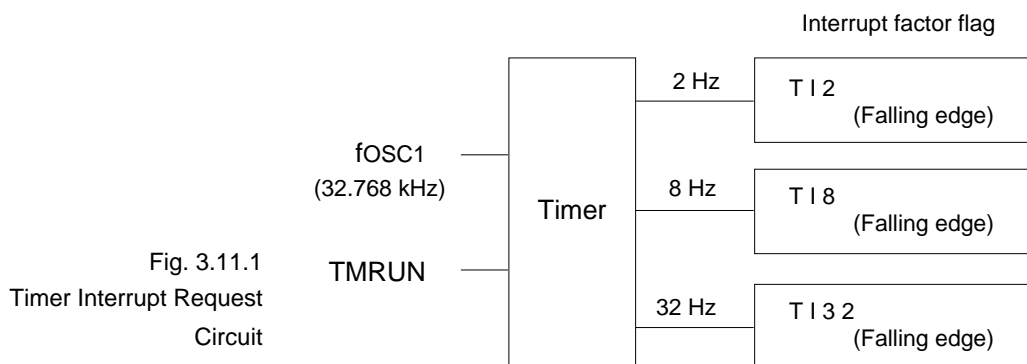 Interrupt factor flag
2 Hz
T I 2
(Falling edge)
fOSC1
(32.768 kHz)
Timer
8 Hz
T I 8
(Falling edge)
Fig. 3.11.1
Timer Interrupt Request
Circuit
TMRUN
32 Hz
T I 3 2
(Falling edge)